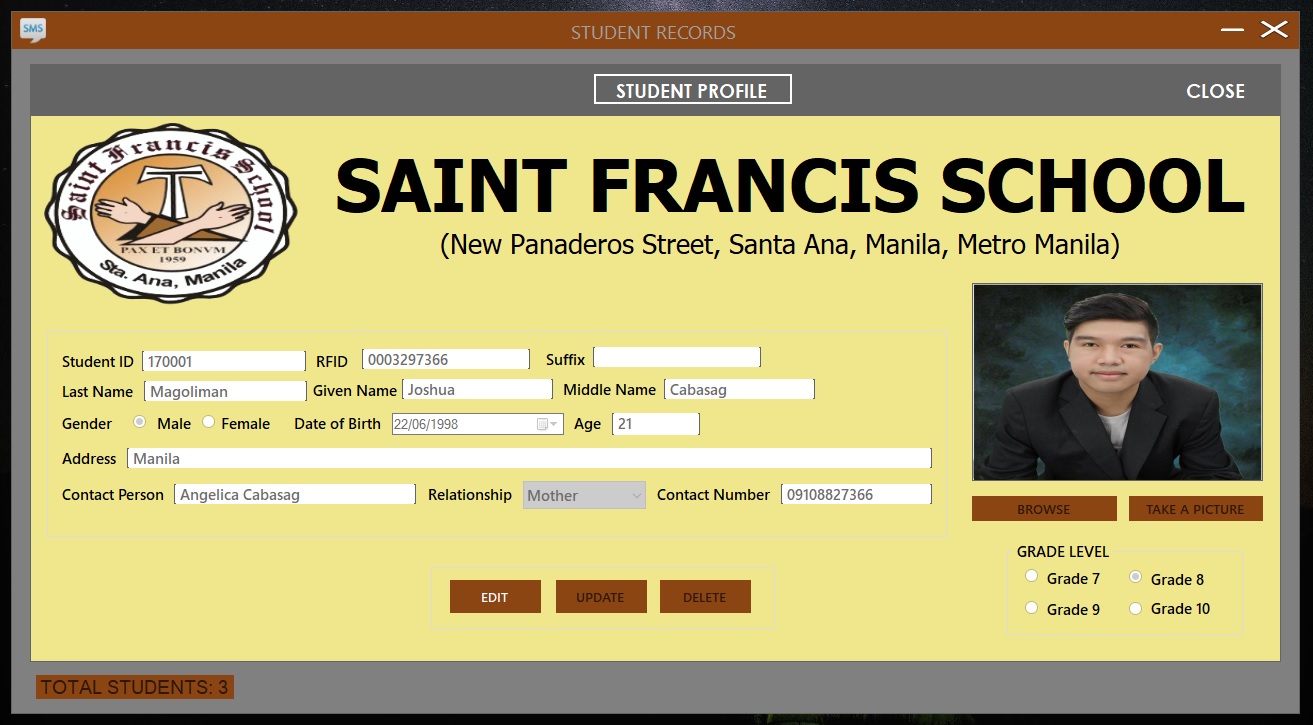 SMS
STUDENT RECORDS
STUDENT PROFILE
CLOSE
Saint Francis School
PAX ET BONVM
1959
Sta. Ana, Manila
SAINT FRANCIS SCHOOL
(New Panaderos Street, Santa Ana, Manila, Metro Manila)
Student ID 170001 RFID 0003297366 Suffix
Last Name Magoliman Given Name Joshua Middle Name Cabasag
Gender Male Female Date of Birth 22/06/1998 Age 21
Address Manila
Contact Person Angelica Cabasag Relationship Mother Contact Number 09108827366
BROWSE TAKE A PICTURE
GRADE LEVEL
Grade 7 Grade 8
Grade 9 Grade 10
EDIT UPDATE DELETE
TOTAL STUDENTS: 3